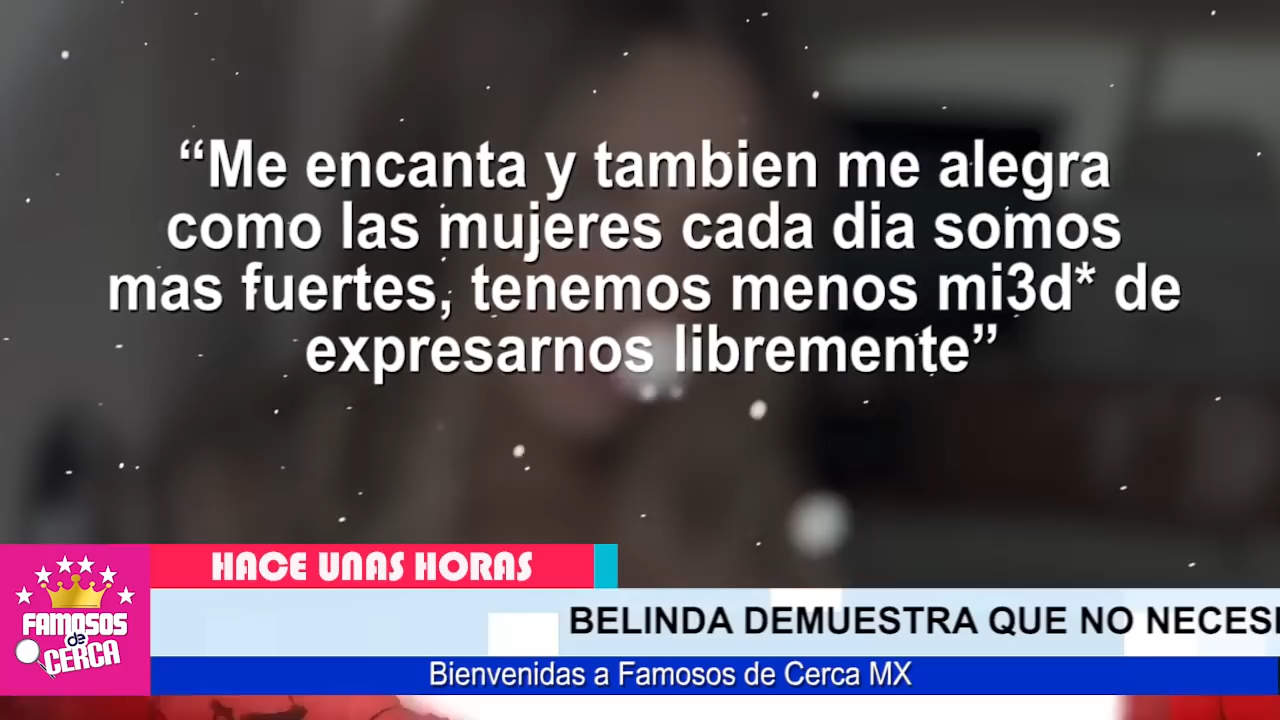 “Me encanta y tambien me alegra
como las mujeres cada dia somos
mas fuertes, tenemos menos mi3d* de
expresarnos libremente”
HACE UNAS HORAS
FAMOSOS
de
CERCA
BELINDA DEMUESTRA QUE NO NECESI
Bienvenidas a Famosos de Cerca MX